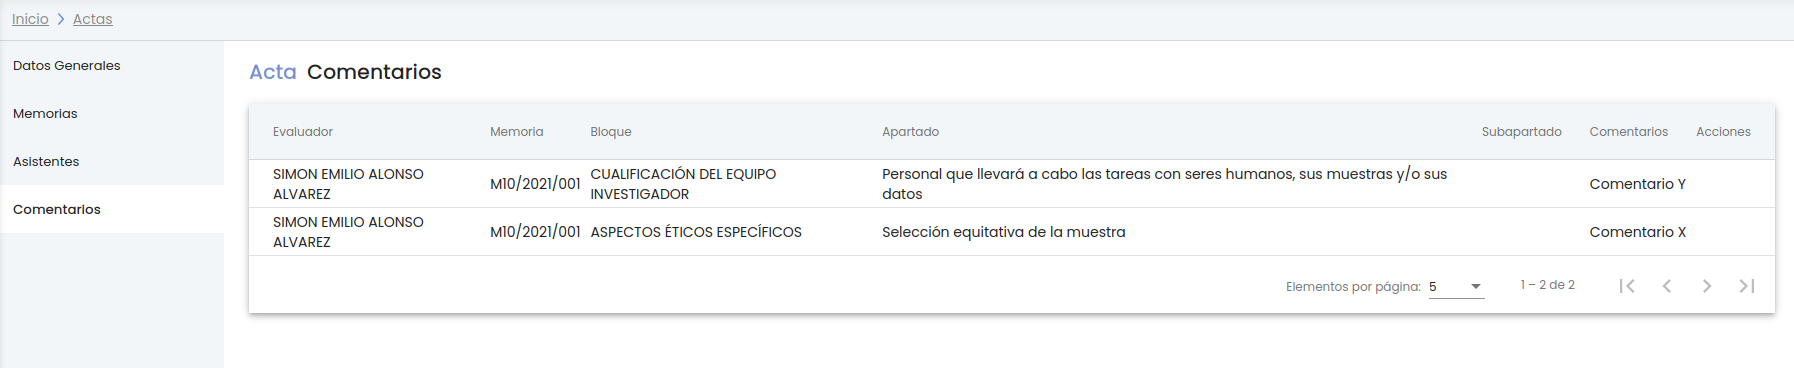 Inicio Actas
Datos Generales
Memorias
Asistentes
Comentarios
Acta Comentarios
Evaluador Memoria Bloque Apartado Subapartado Comentarios Acciones
SIMON EMILIO ALONSO
ALVAREZ
M10/2021/001
CUALIFICACIÓN DEL EQUIPO
INVESTIGADOR
Personal que llevará a cabo las tareas con seres humanos, sus muestras y/o sus
datos
Comentario Y
SIMON EMILIO ALONSO
ALVAREZ
M10/2021/001
ASPECTOS ÉTICOS ESPECÍFICOS
Selección equitativa de la muestra
Comentario X
Elementos por página: 5 1 – 2 de 2